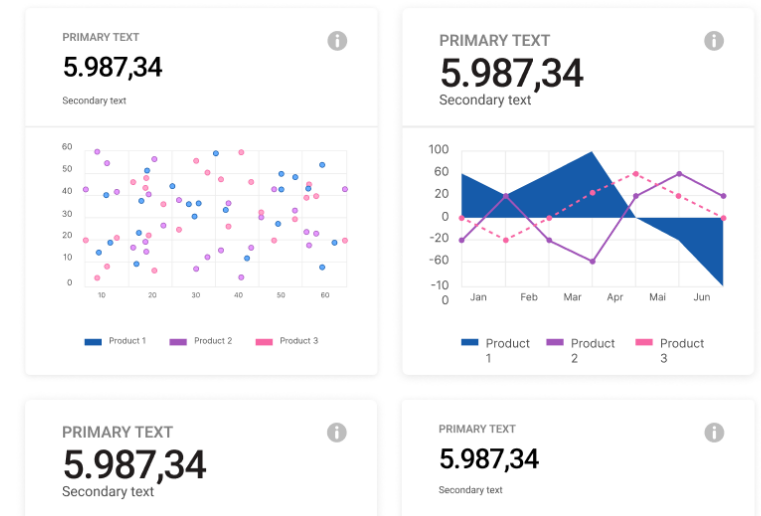 PRIMARY TEXT
5.987,34
Secondary text
60
50
40
30
20
10
0
10 20 30 40 50 60
Product 1 Product 2 Product 3
PRIMARY TEXT
5.987,34
Secondary text
100
60
20
0
-20
-60
-10
0
Jan Feb Mar Apr Mai Jun
Product Product Product
1 2 3
PRIMARY TEXT
5.987,34
Secondary text
PRIMARY TEXT
5.987,34
Secondary text